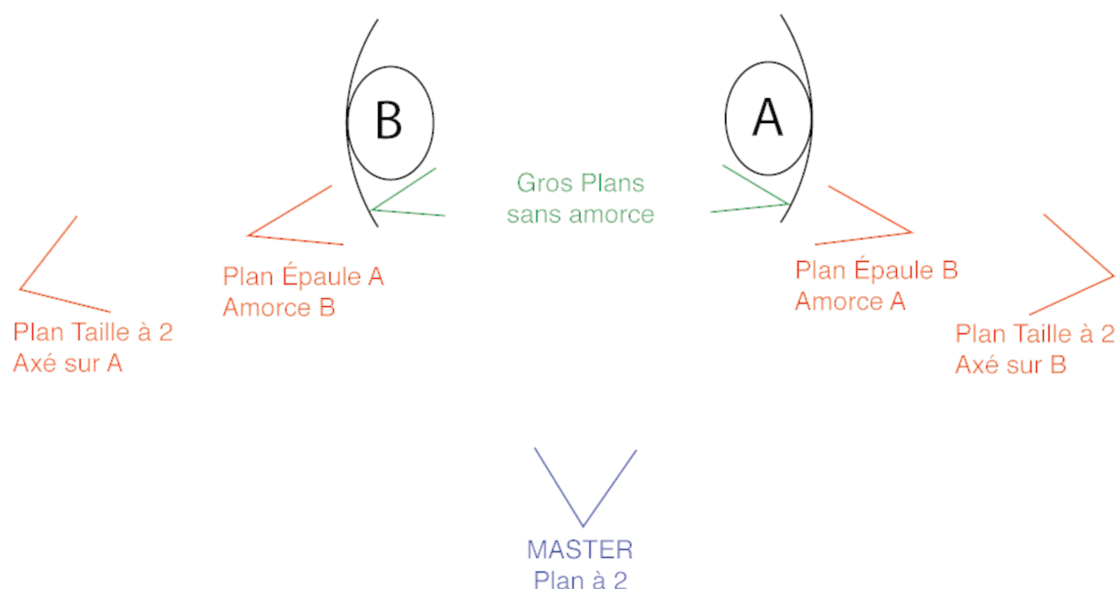 B
A
Gros Plans
sans amorce
Plan Épaule A
Amorce B
Plan Épaule B
Amorce A
Plan Taille à 2
Axé sur A
Plan Taille à 2
Axé sur B
MASTER
Plan à 2